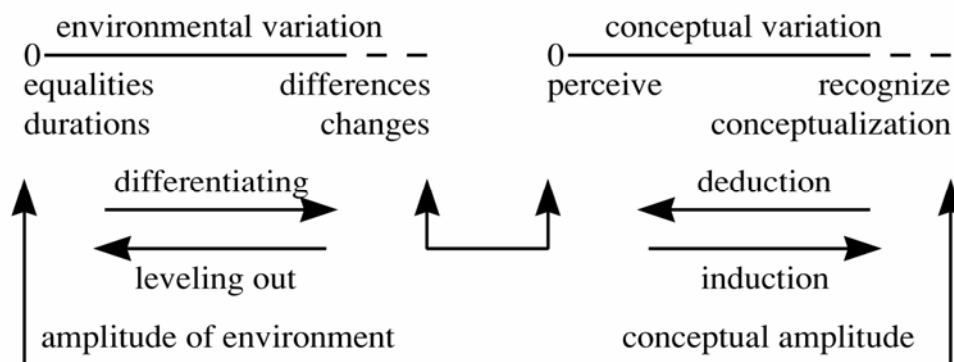 environmental variation
0
equalities differences
durations changes
differentiating
leveling out
amplitude of environment
conceptual variation
0
perceive recognize
conceptualization
deduction
induction
conceptual amplitude